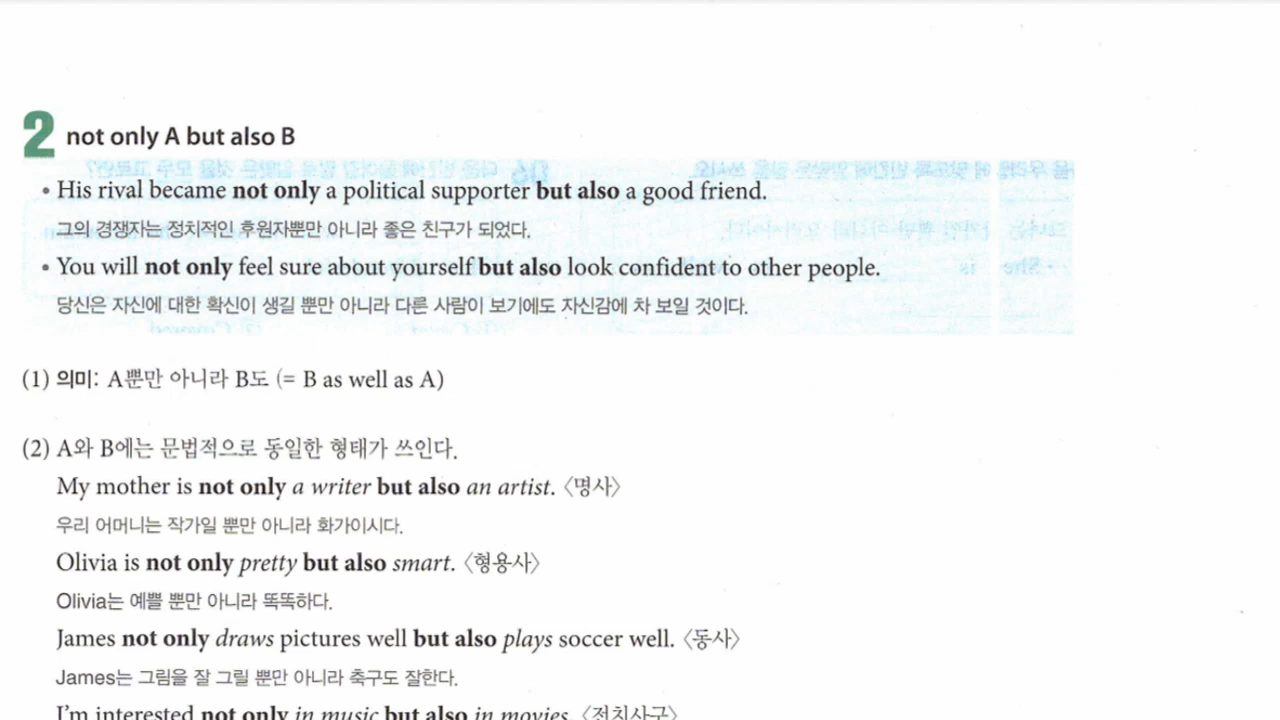 2 not only A but also B
• His rival became not only a political supporter but also a good friend.
그의 경쟁자는 정치적인 후원자뿐만 아니라 좋은 친구가 되었다.
• You will not only feel sure about yourself but also look confident to other people.
당신은 자신에 대한 확신이 생길 뿐만 아니라 다른 사람이 보기에도 자신감에 차 보일 것이다.
(1) 의미: A뿐만 아니라 B도 (= B as well as A)
(2) A와 B에는 문법적으로 동일한 형태가 쓰인다.
My mother is not only a writer but also an artist. 〈명사〉
우리 어머니는 작가일 뿐만 아니라 화가이시다.
Olivia is not only pretty but also smart. 〈형용사〉
Olivia는 예쁠 뿐만 아니라 똑똑하다.
James not only draws pictures well but also plays soccer well. 〈동사〉
James는 그림을 잘 그릴 뿐만 아니라 축구도 잘한다.
I'm interested not only in music but also in movies. 〈전치사구〉